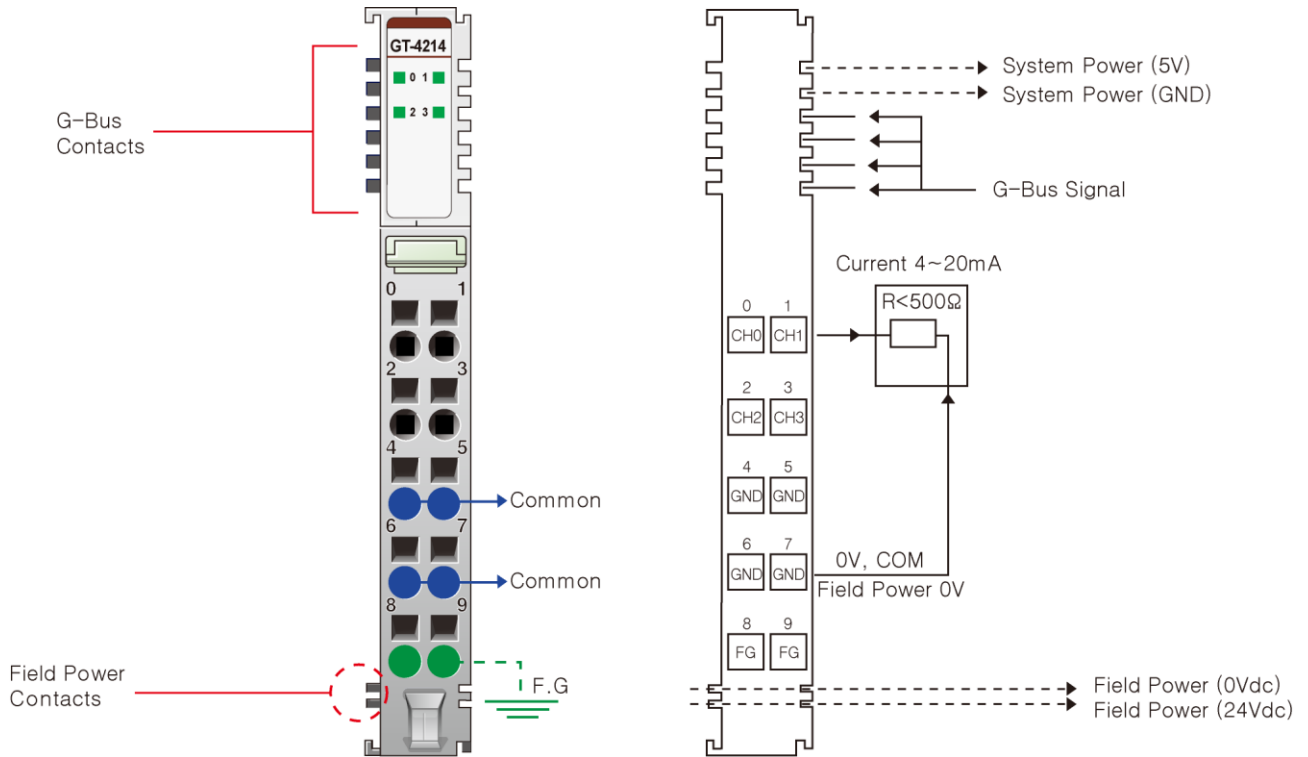 GT-4214
0 1
2 3
G-Bus
Contacts
0 1
2 3
4 5
Common
6 7
Common
8 9
Field Power
Contacts
F.G
System Power (5V)
System Power (GND)
G-Bus Signal
Current 4~20mA
R<500Ω
0 1
CH0 CH1
2 3
CH2 CH3
4 5
GND GND
6 7
GND GND
0V, COM
Field Power 0V
8 9
FG FG
Field Power (0Vdc)
Field Power (24Vdc)